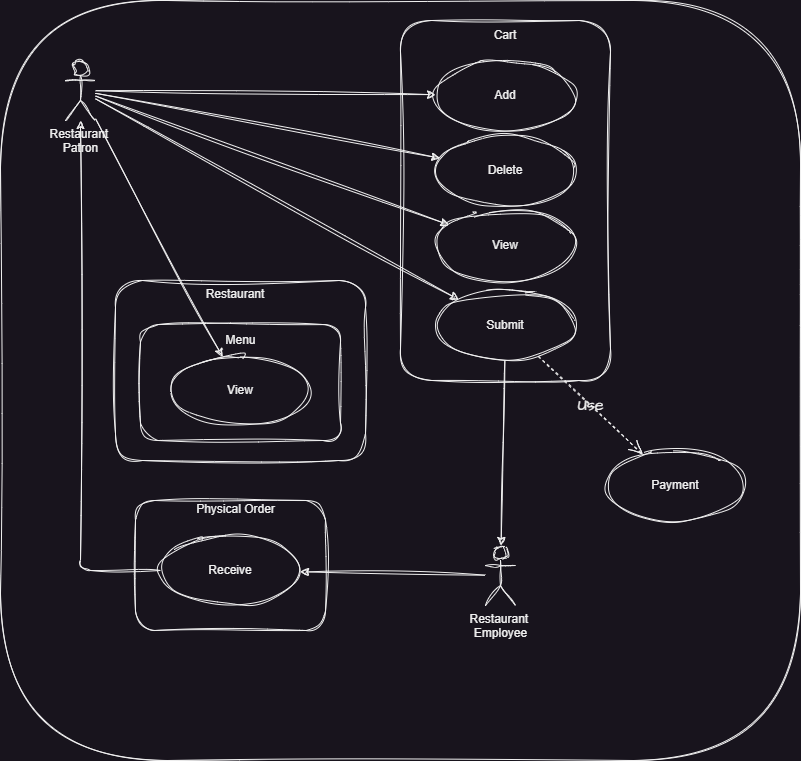 Cart
Add
Restaurant
Patron
Delete
View
Restaurant
Submit
Menu
View
Use
Payment
Physical Order
Receive
Restaurant
Employee